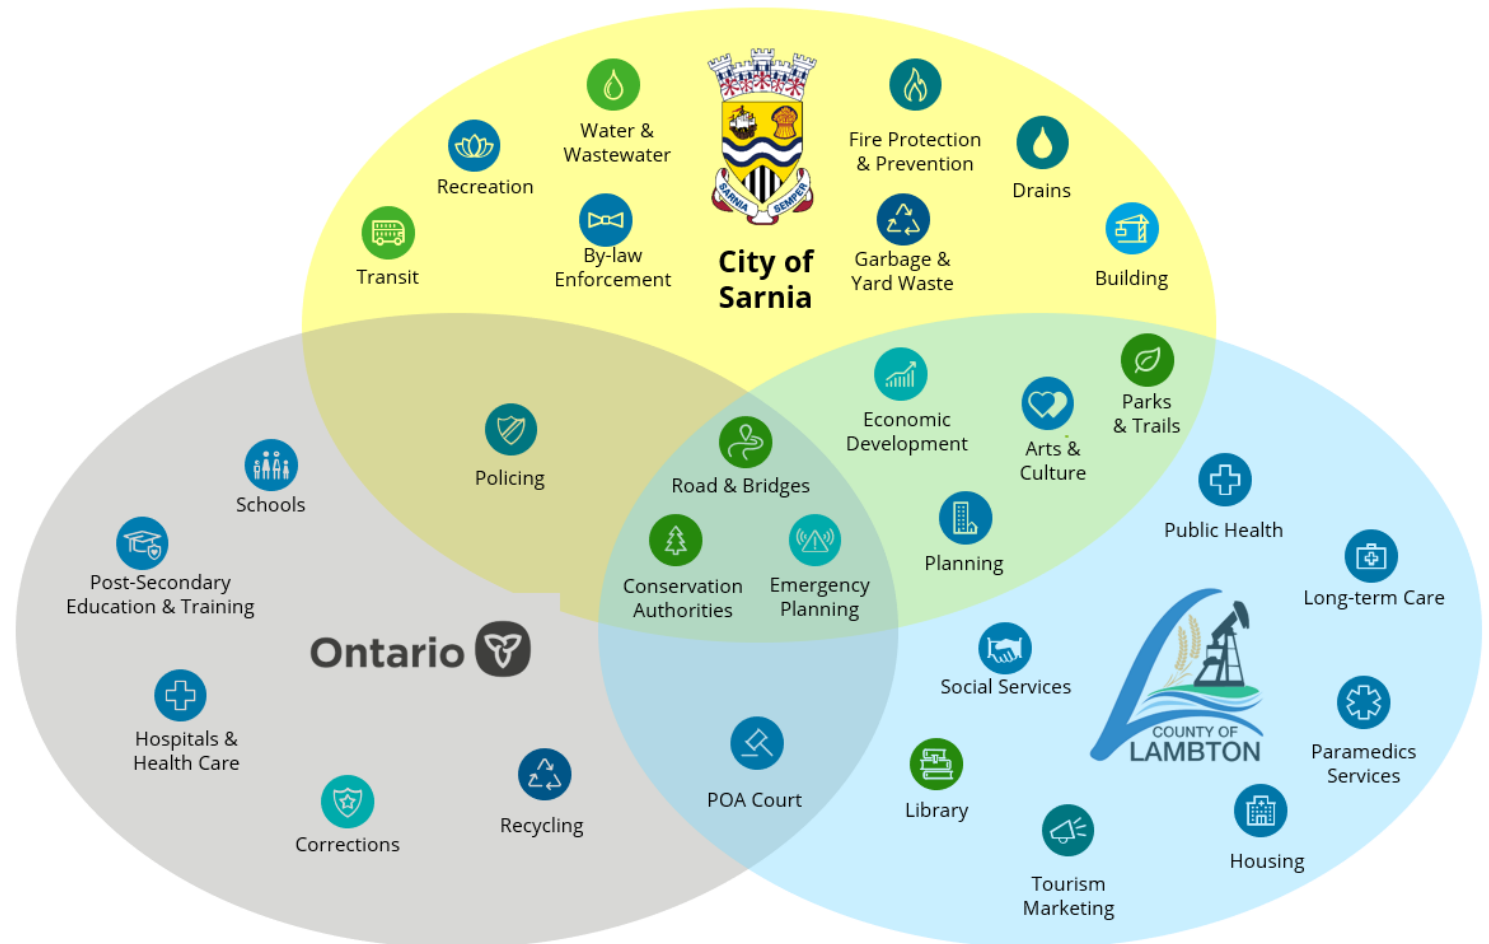 Water &
Wastewater
Fire Protection
& Prevention
Recreation
Drains
SARNIA SEMPER
Transit
By-law
Enforcement
City of
Sarnia
Garbage &
Yard Waste
Building
Economic
Development
Arts &
Culture
Parks
& Trails
Policing
Road & Bridges
Schools
Public Health
Planning
Conservation
Authorities
Emergency
Planning
Post-Secondary
Education & Training
Long-term Care
Ontario
Social Services
COUNTY OF
LAMBTON
Hospitals &
Health Care
Paramedics
Services
POA Court
Library
Recycling
Corrections
Housing
Tourism
Marketing